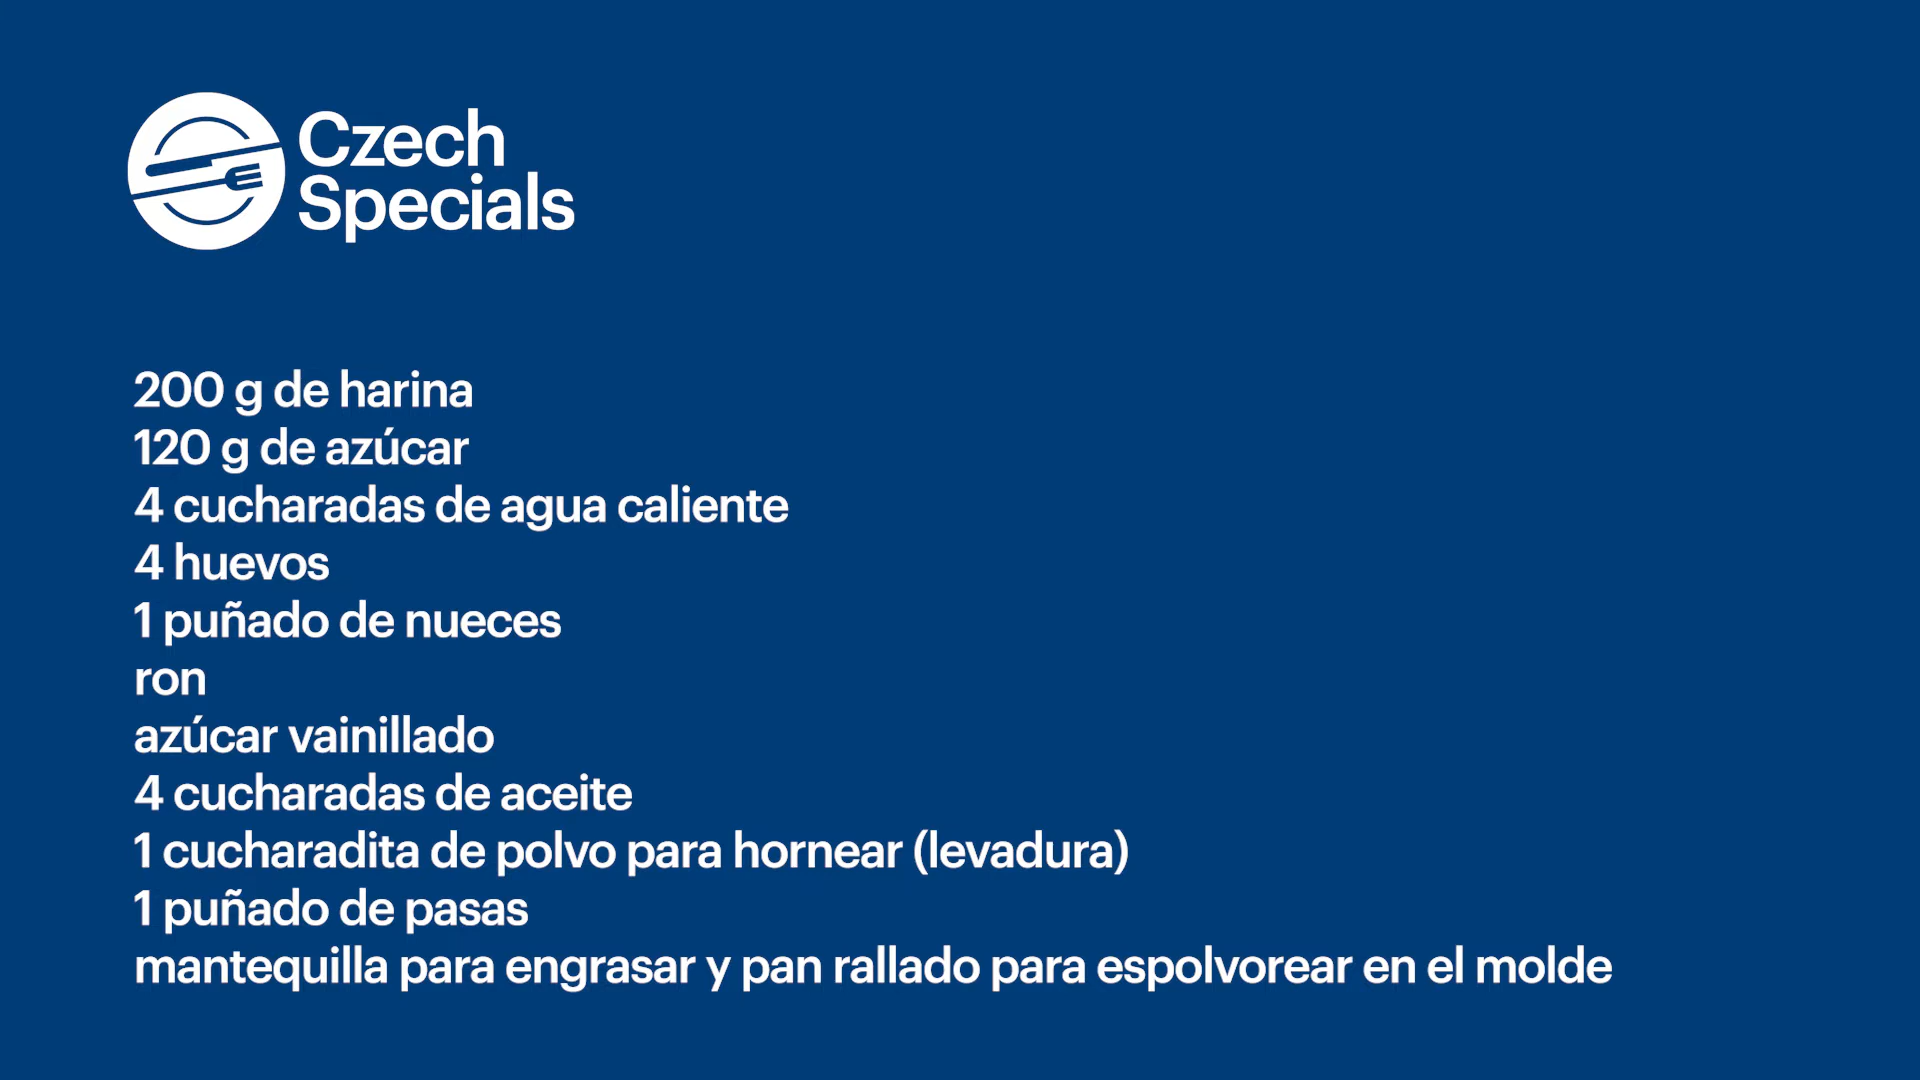 Czech
Specials
200 g de harina
120 g de azúcar
4 cucharadas de agua caliente
4 huevos
1 puñado de nueces
ron
azúcar vainillado
4 cucharadas de aceite
1 cucharadita de polvo para hornear (levadura)
1 puñado de pasas
mantequilla para engrasar y pan rallado para espolvorear en el molde